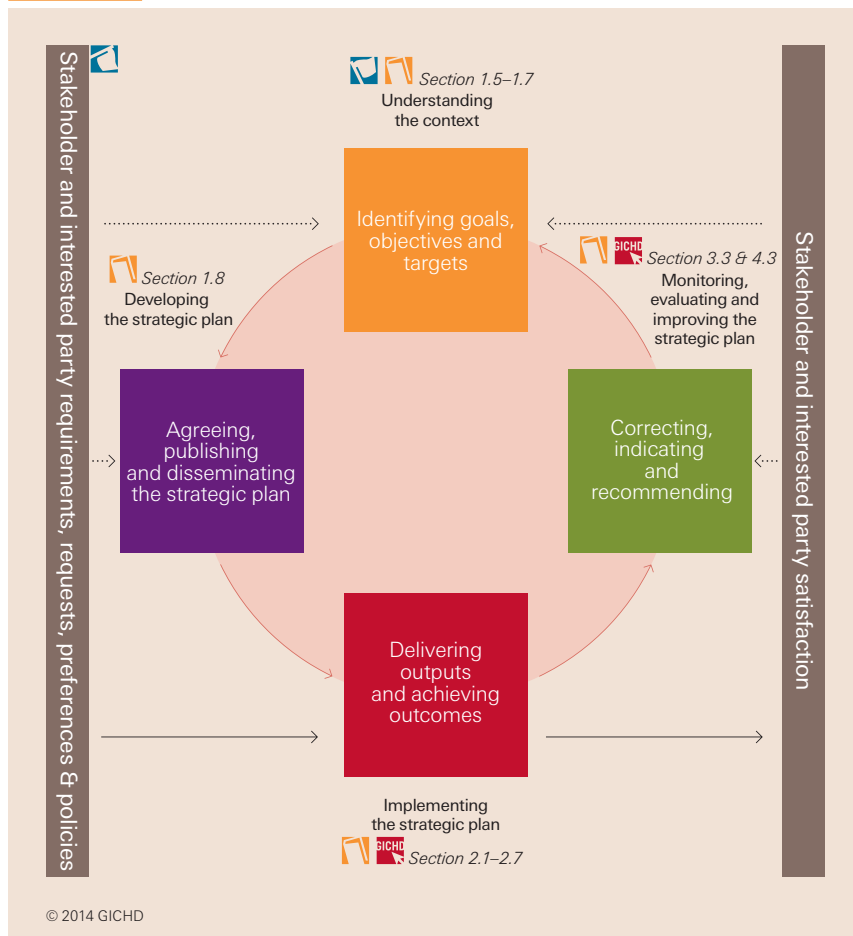 Stakeholder and interested party requirements, requests, preferences & policies
Section 1.5–1.7
Understanding
the context
Identifying goals,
objectives and
targets
Section 1.8
Developing
the strategic plan
GICHD Section 3.3 & 4.3
Monitoring,
evaluating and
improving the
strategic plan
Stakeholder and interested party satisfaction
Agreeing,
publishing
and disseminating
the strategic plan
Correcting,
indicating
and
recommending
Delivering
outputs
and achieving
outcomes
Implementing
the strategic plan
GICHD Section 2.1–2.7
© 2014 GICHD